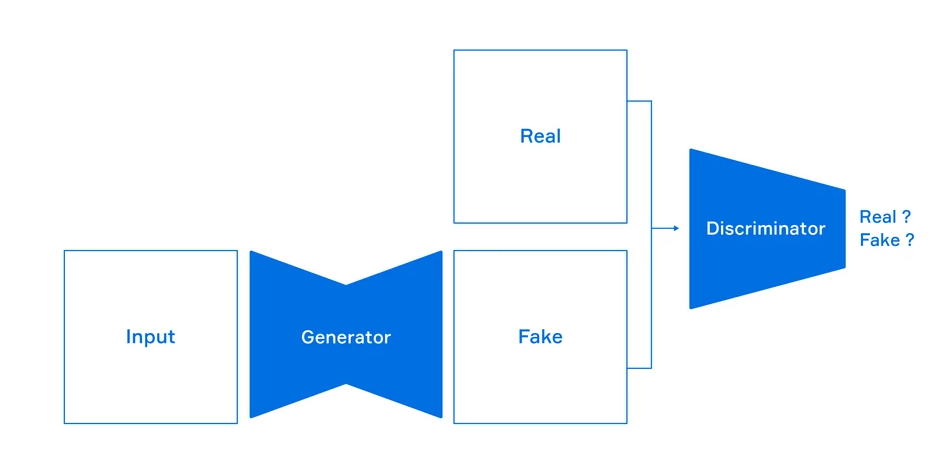 Real
Discriminator
Real ?
Fake ?
Input
Generator
Fake